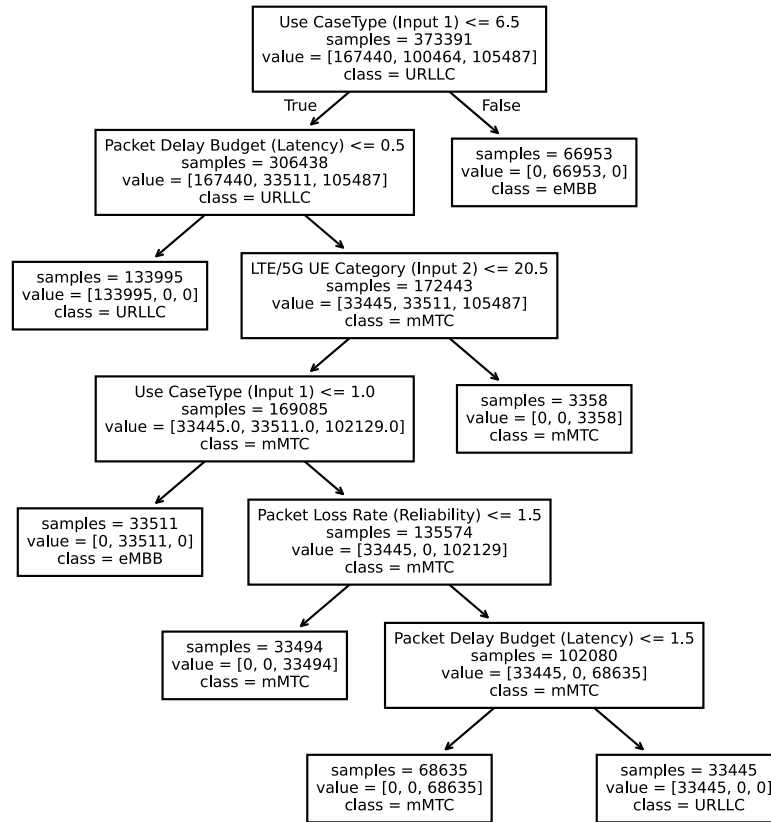 Use CaseType (Input 1) <= 6.5
samples = 373391
value = [167440, 100464, 105487]
class = URLLC
True
False
Packet Delay Budget (Latency) <= 0.5
samples = 306438
value = [167440, 33511, 105487]
class = URLLC
samples = 66953
value = [0, 66953, 0]
class = eMBB
samples = 133995
value = [133995, 0, 0]
class = URLLC
LTE/5G UE Category (Input 2) <= 20.5
samples = 172443
value = [33445, 33511, 105487]
class = mMTC
Use CaseType (Input 1) <= 1.0
samples = 169085
value = [33445.0, 33511.0, 102129.0]
class = mMTC
samples = 3358
value = [0, 0, 3358]
class = mMTC
samples = 33511
value = [0, 33511, 0]
class = eMBB
Packet Loss Rate (Reliability) <= 1.5
samples = 135574
value = [33445, 0, 102129]
class = mMTC
samples = 33494
value = [0, 0, 33494]
class = mMTC
Packet Delay Budget (Latency) <= 1.5
samples = 102080
value = [33445, 0, 68635]
class = mMTC
samples = 68635
value = [0, 0, 68635]
class = mMTC
samples = 33445
value = [33445, 0, 0]
class = URLLC